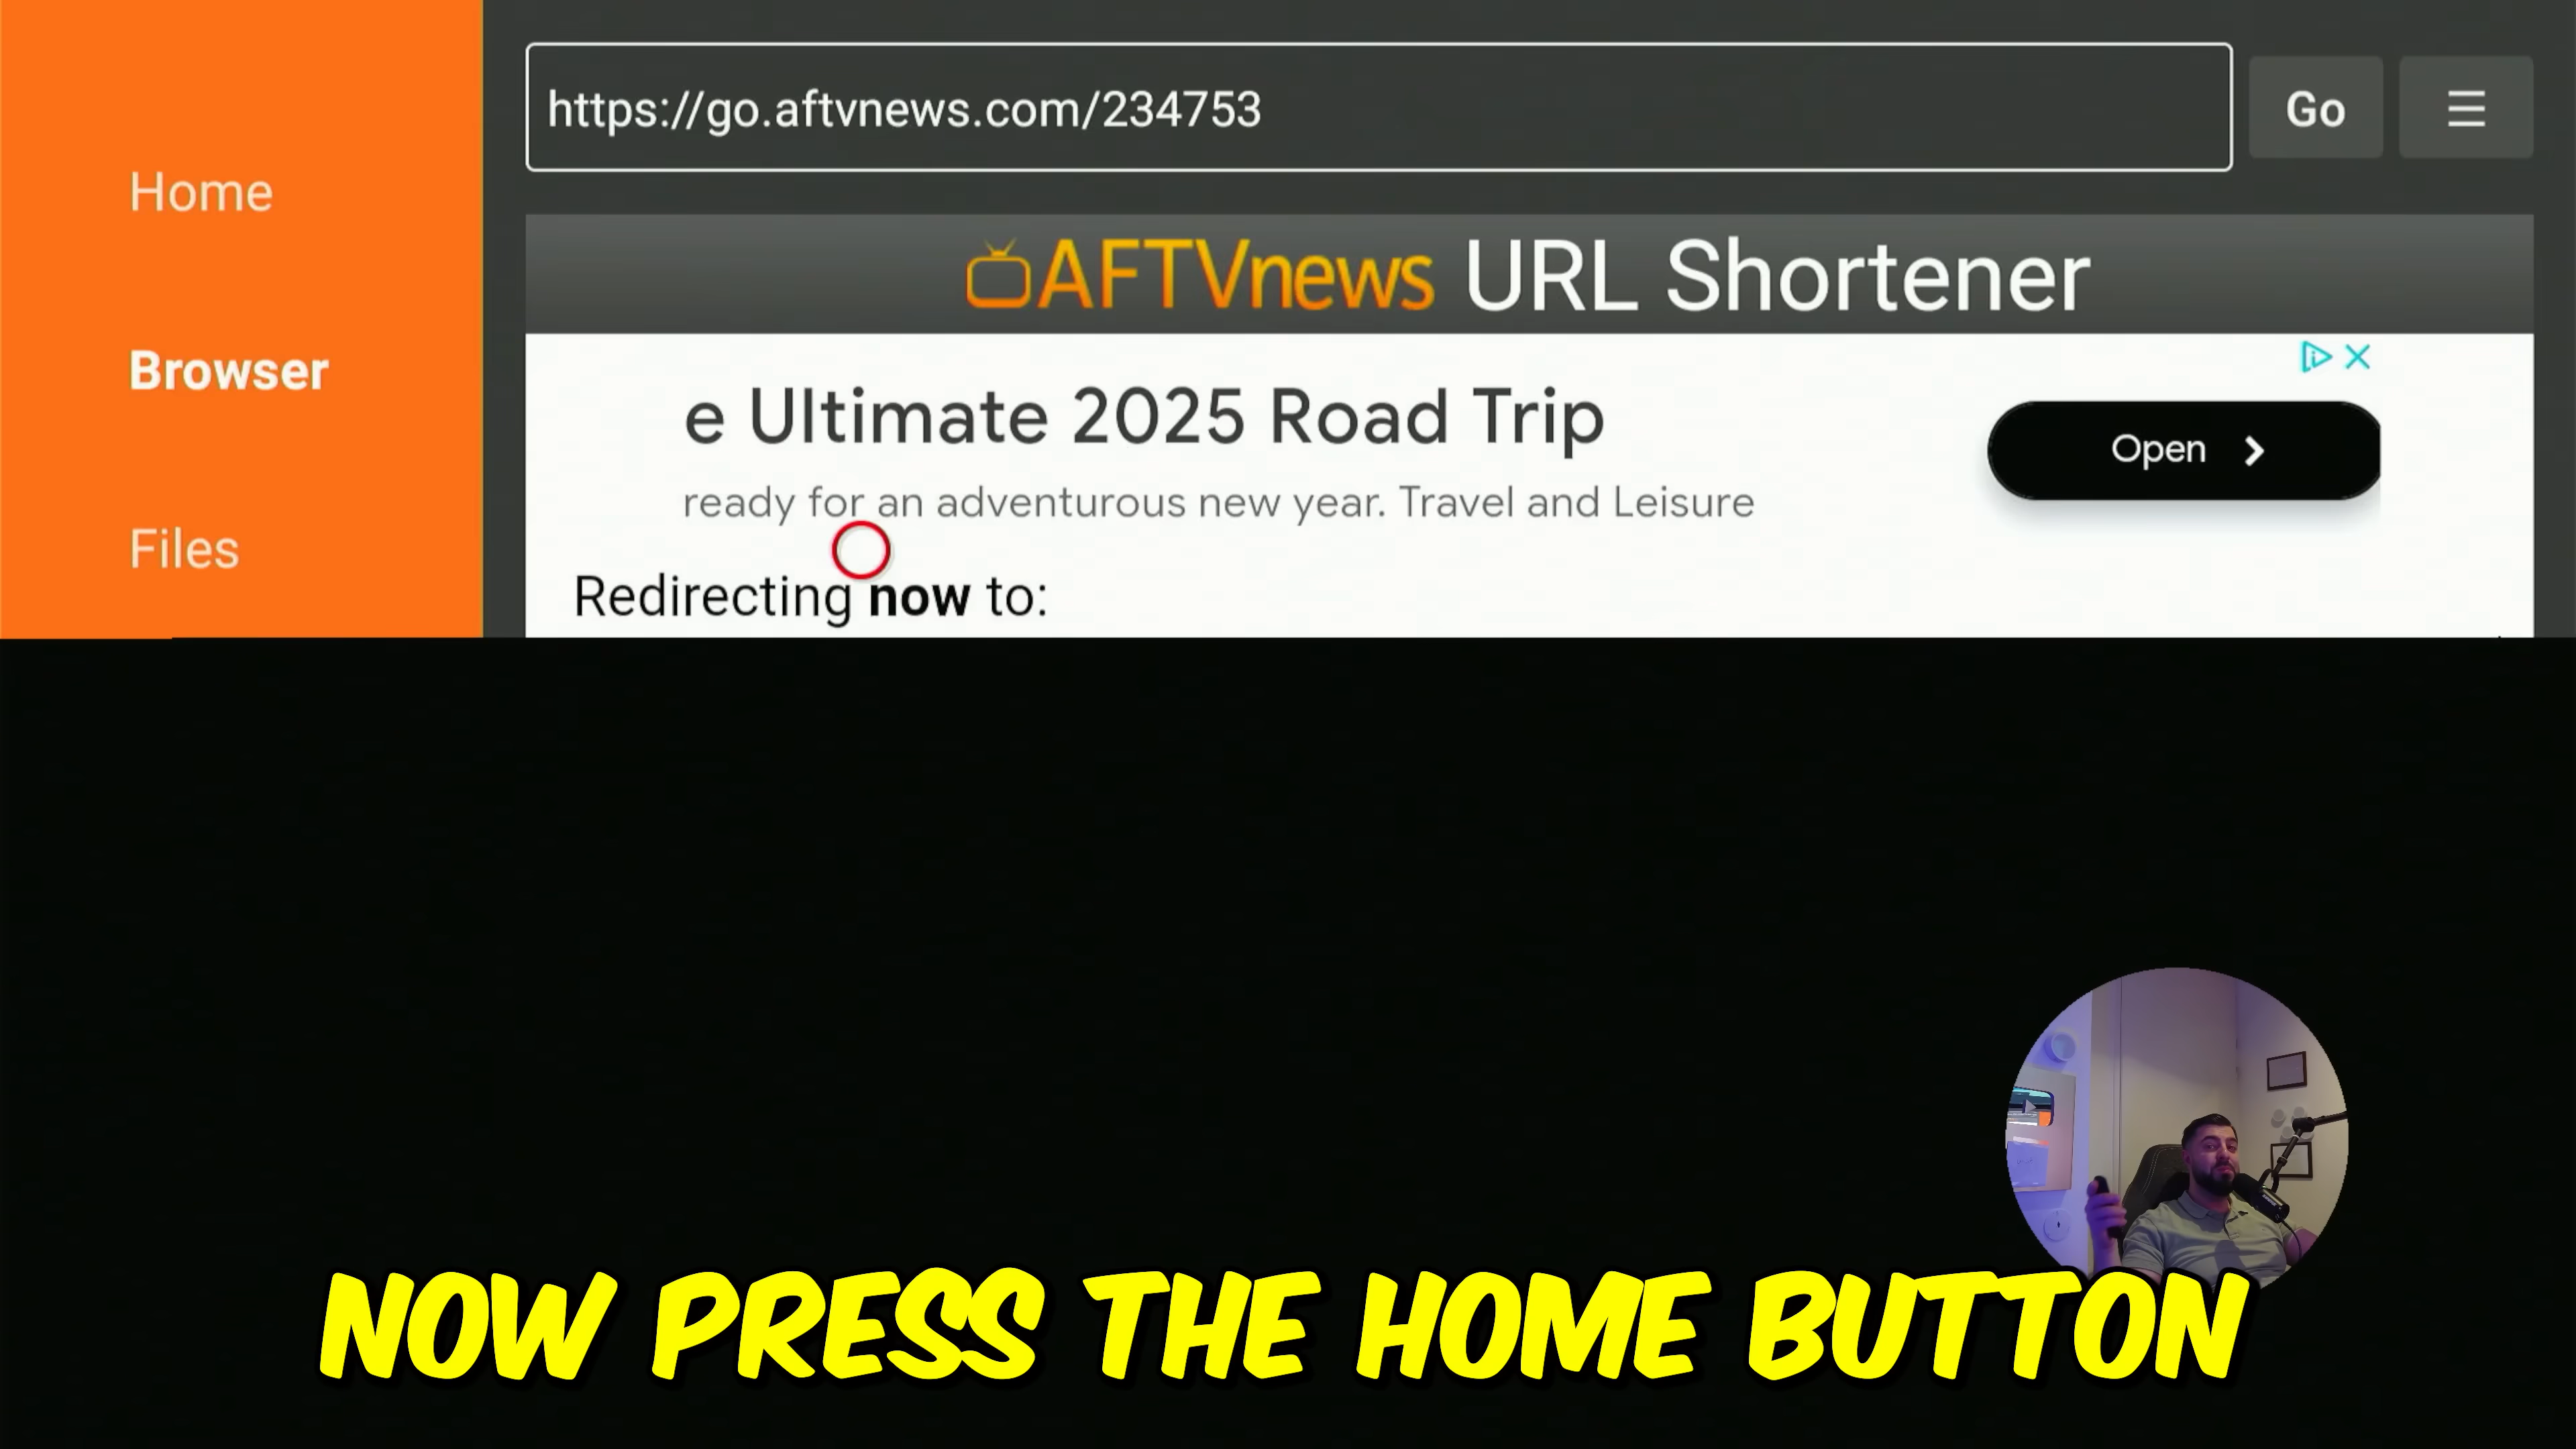 Home
Browser
Files
https://go.aftvnews.com/234753
Go
AFTVnews URL Shortener
e Ultimate 2025 Road Trip
ready for an adventurous new year. Travel and Leisure
Open
Redirecting now to:
NOW PRESS THE HOME BUTTON